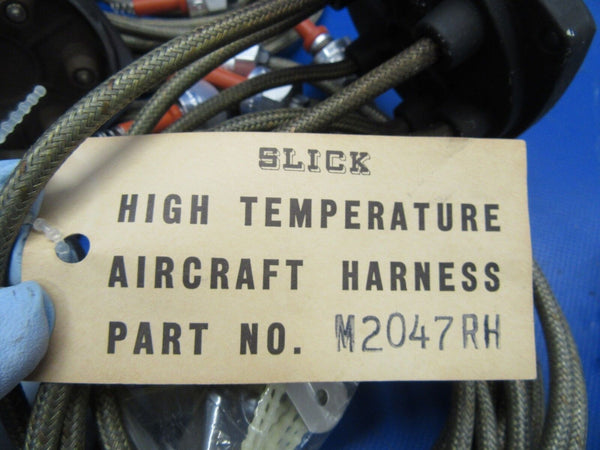 SLICK
HIGH TEMPERATURE
AIRCRAFT HARNESS
PART NO. M2047RH